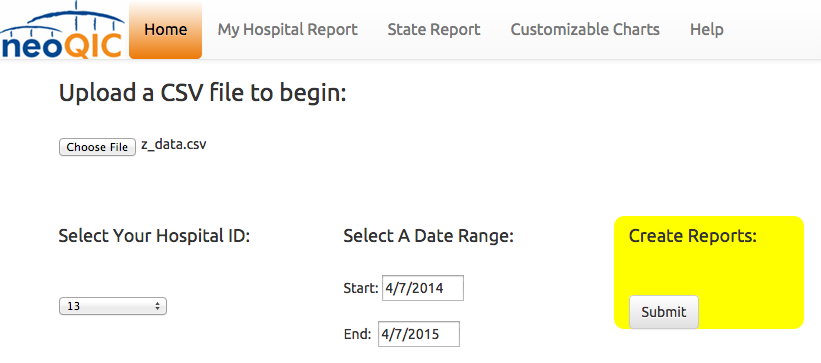 neoQIC
Home My Hospital Report State Report Customizable Charts Help
Upload a CSV file to begin:
Choose File z_data.csv
Select Your Hospital ID: Select A Date Range: Create Reports:
Start: 4/7/2014
13
Submit
End: 4/7/2015